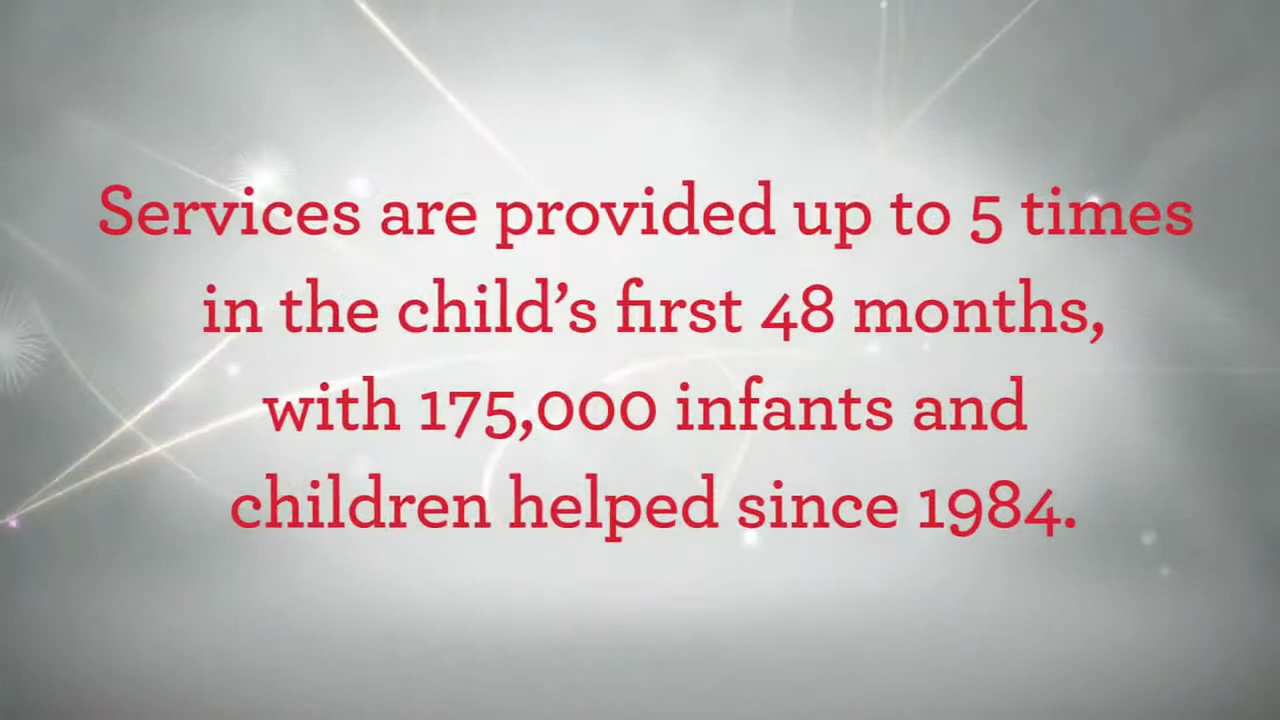 Services are provided up to 5 times
in the child’s first 48 months,
with 175,000 infants and
children helped since 1984.